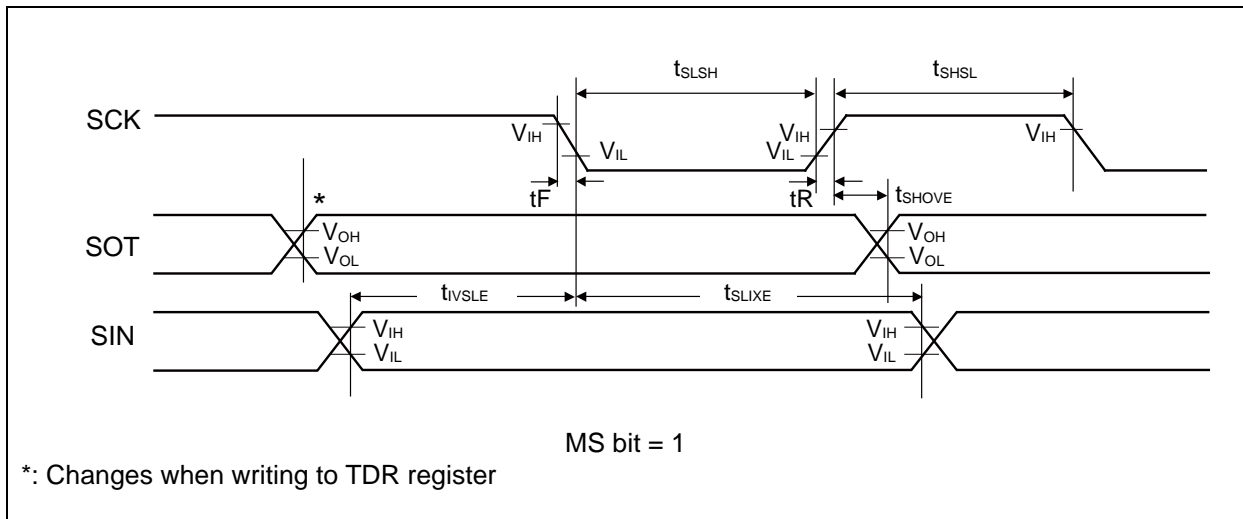 tSLSH tSHSL
SCK VIH VIL VIH VIL VIH
tF tR tSHOVE
*
SOT VOH VOL VOH VOL
tIVSLE tSLIXE
SIN VIH VIL VIH VIL
MS bit = 1
*: Changes when writing to TDR register